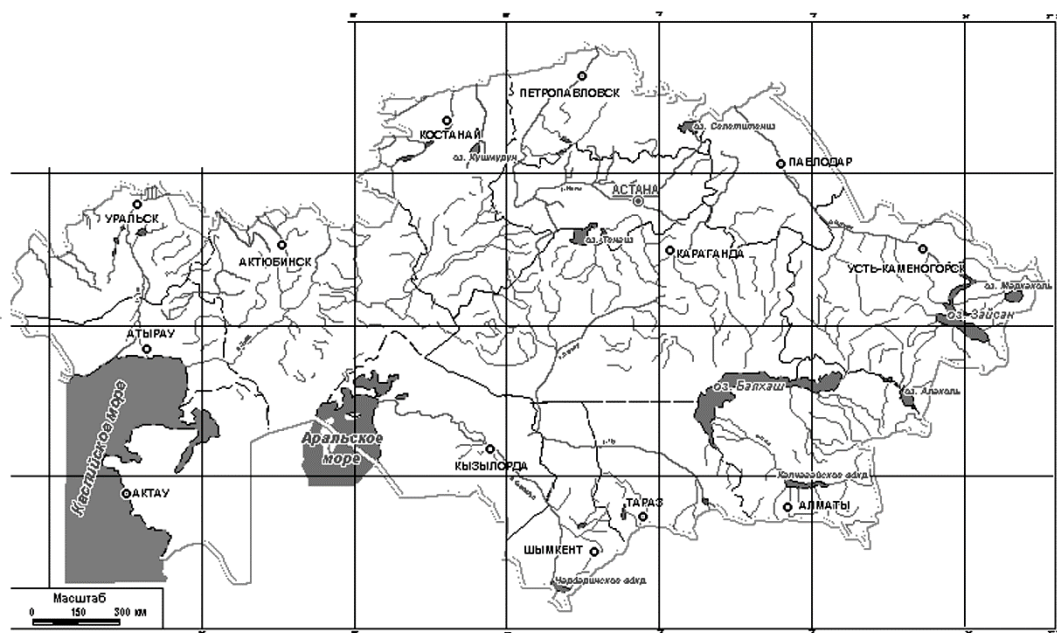 ПЕТРОПАВЛОВСК
КОСТАНАЙ
оз. Кушмурун
оз. Селетитениз
ПАВЛОДАР
АСТАНА
УРАЛЬСК
АКТЮБИНСК
оз. Тениз
КАРАГАНДА
УСТЬ-КАМЕНОГОРСК
оз. Маркаколь
оз. Зайсан
АТЫРАУ
Каспийское море
оз. Балхаш
оз. Алаколь
Аральское
море
КЫЗЫЛОРДА
Капчагайское вдхр.
АКТАУ
ТАРАЗ
АЛМАТЫ
ШЫМКЕНТ
Чардаринское вдхр.
Масштаб
0 150 300 км